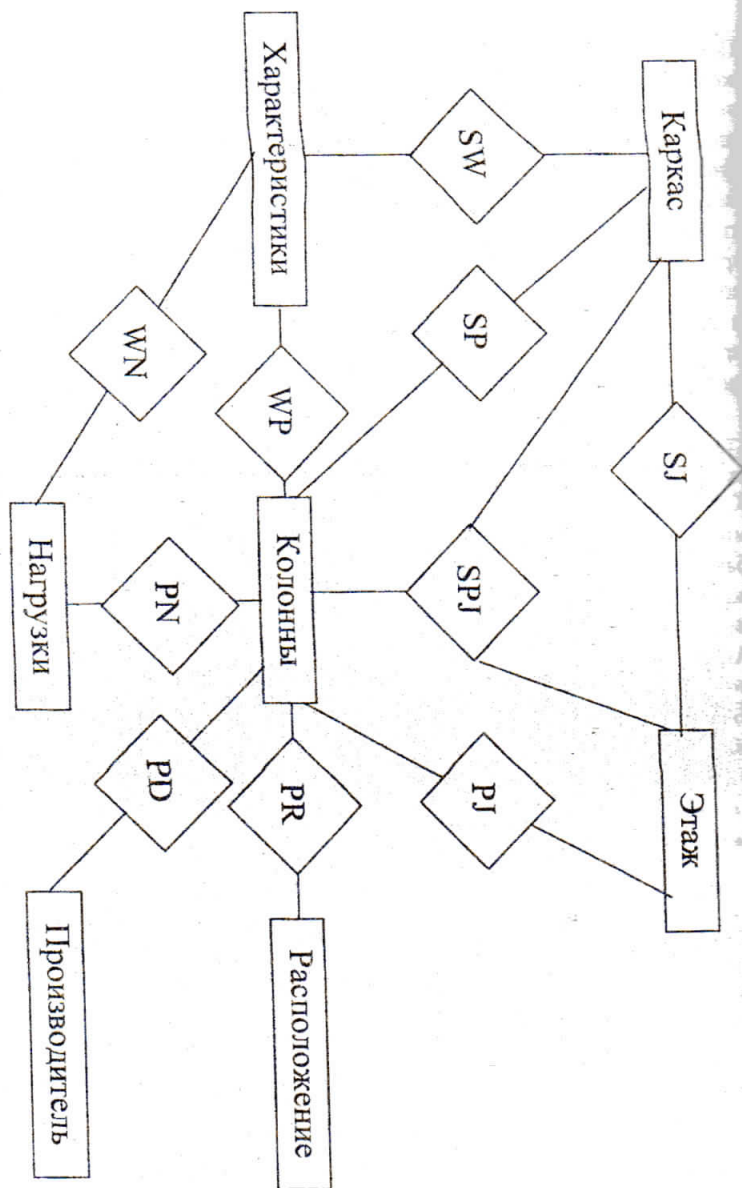 Каркас
SJ
Этаж
SW
SP
SPJ
PJ
Характеристики
WP
Колонны
PR
Расположение
WN
PN
PD
Нагрузки
Производитель